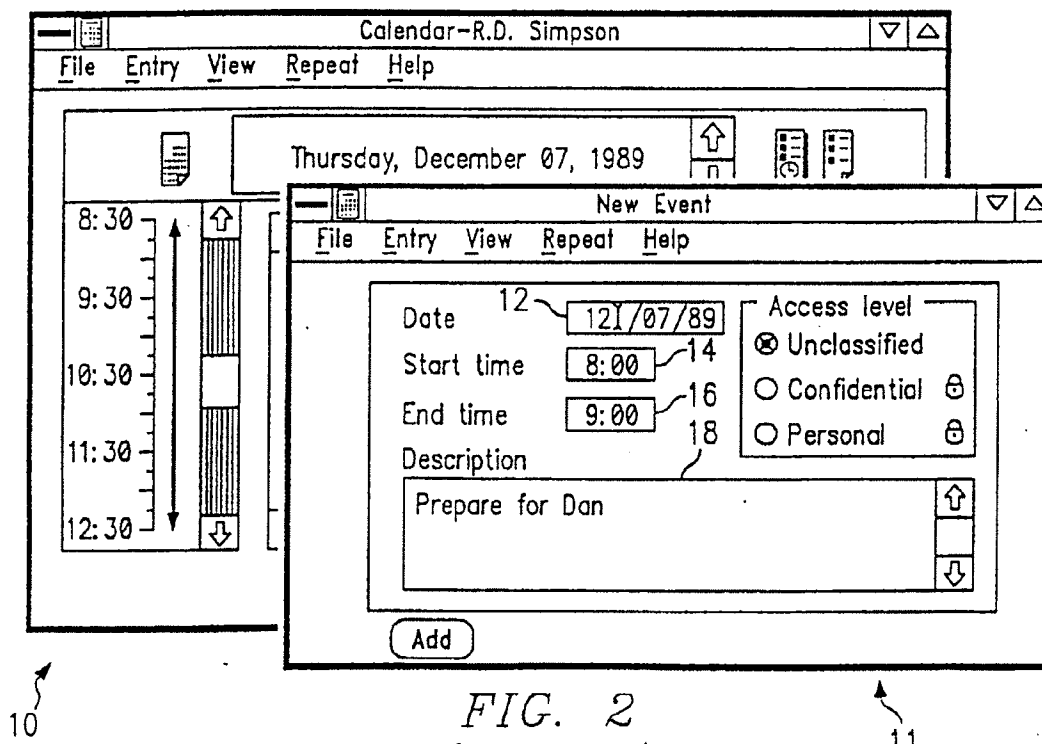 Calendar-R.D. Simpson
File Entry View Repeat Help
Thursday, December 07, 1989
8:30
9:30
10:30
11:30
12:30
New Event
File Entry View Repeat Help
Date 12 12/07/89
Start time 8:00 14
End time 9:00 16
Access level
Unclassified
Confidential
Personal
Description 18
Prepare for Dan
Add
10
FIG. 2
11